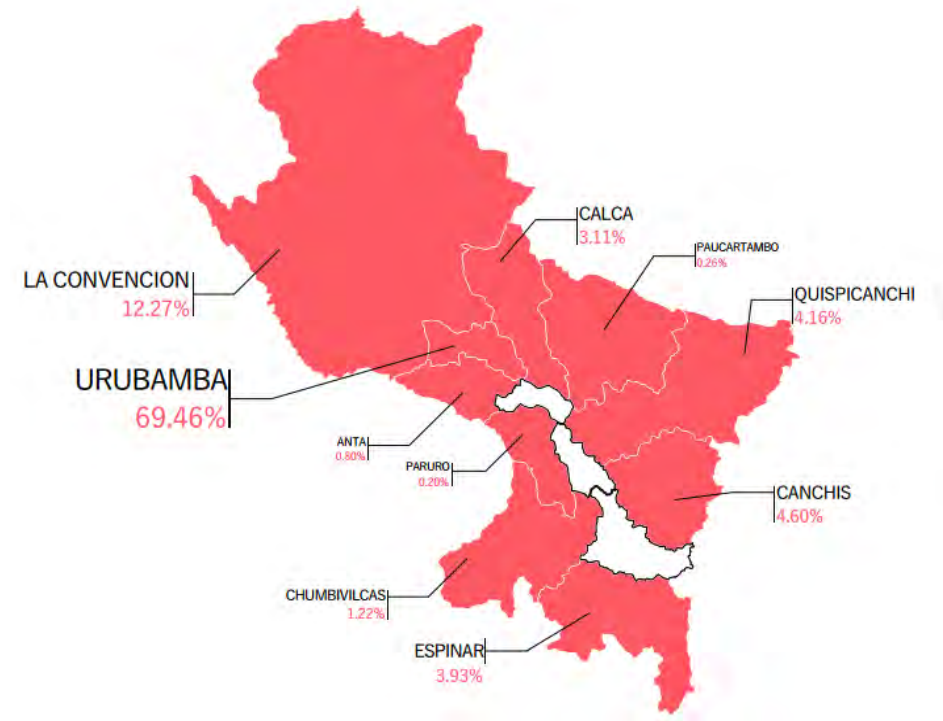 CALCA
3.11%
PAUCARTAMBO
0.26%
LA CONVENCION
12.27%
QUISPICANCHI
4.16%
URUBAMBA
69.46%
ANTA
0.80%
PARURO
0.20%
CANCHIS
4.60%
CHUMBIVILCAS
1.22%
ESPINAR
3.93%